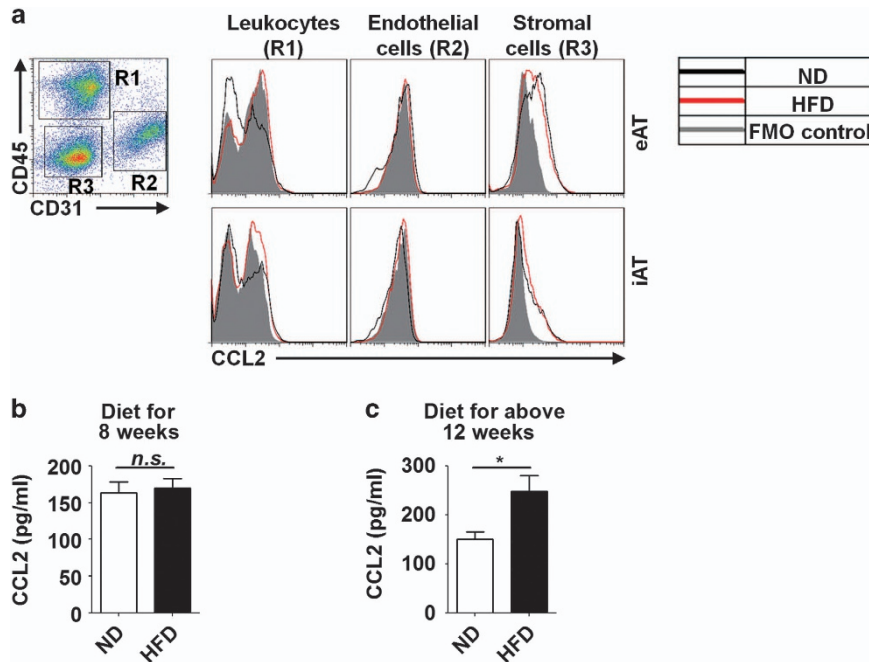 a
Leukocytes (R1)
Endothelial cells (R2)
Stromal cells (R3)
CD45
CD31
R1
R2
R3
eAT
iAT
CCL2
ND
HFD
FMO control
b
Diet for
8 weeks
n.s.
CCL2 (pg/ml)
200
150
100
50
0
ND
HFD
c
Diet for above
12 weeks
*
CCL2 (pg/ml)
300
200
100
0
ND
HFD